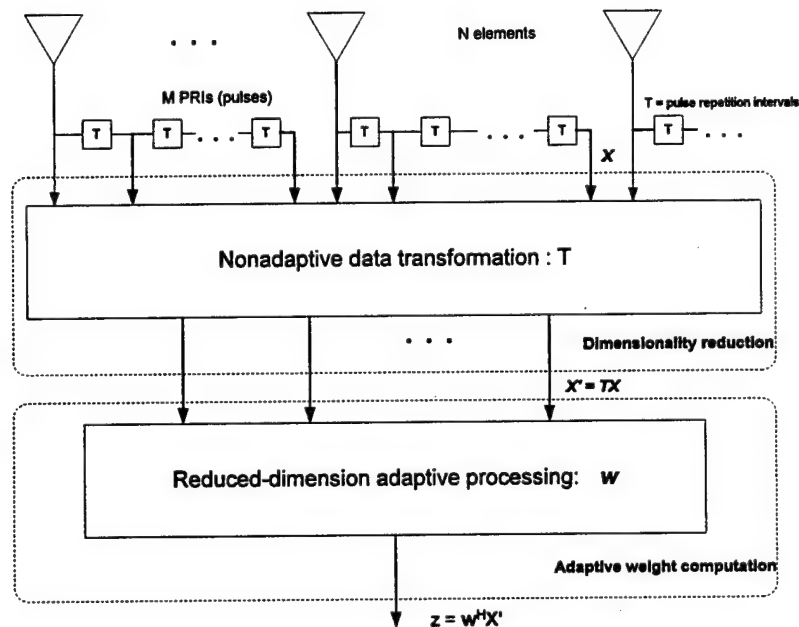 N elements
M PRIs (pulses)
T = pulse repetition intervals
T T . . . T T T . . . T T . . .
X
Nonadaptive data transformation : T
Dimensionality reduction
X' = TX
Reduced-dimension adaptive processing: w
Adaptive weight computation
z = wᴴX'